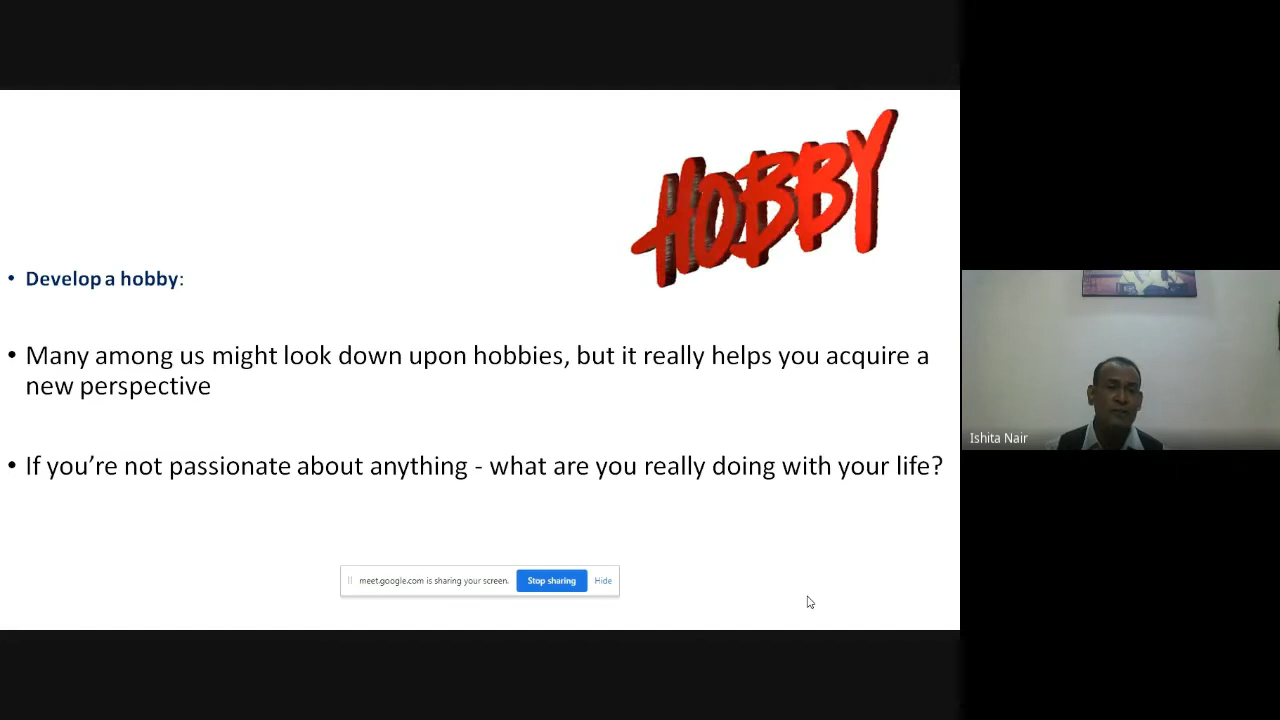 HOBBY
• Develop a hobby:
• Many among us might look down upon hobbies, but it really helps you acquire a
new perspective
• If you’re not passionate about anything - what are you really doing with your life?
meet.google.com is sharing your screen. Stop sharing Hide
Ishita Nair